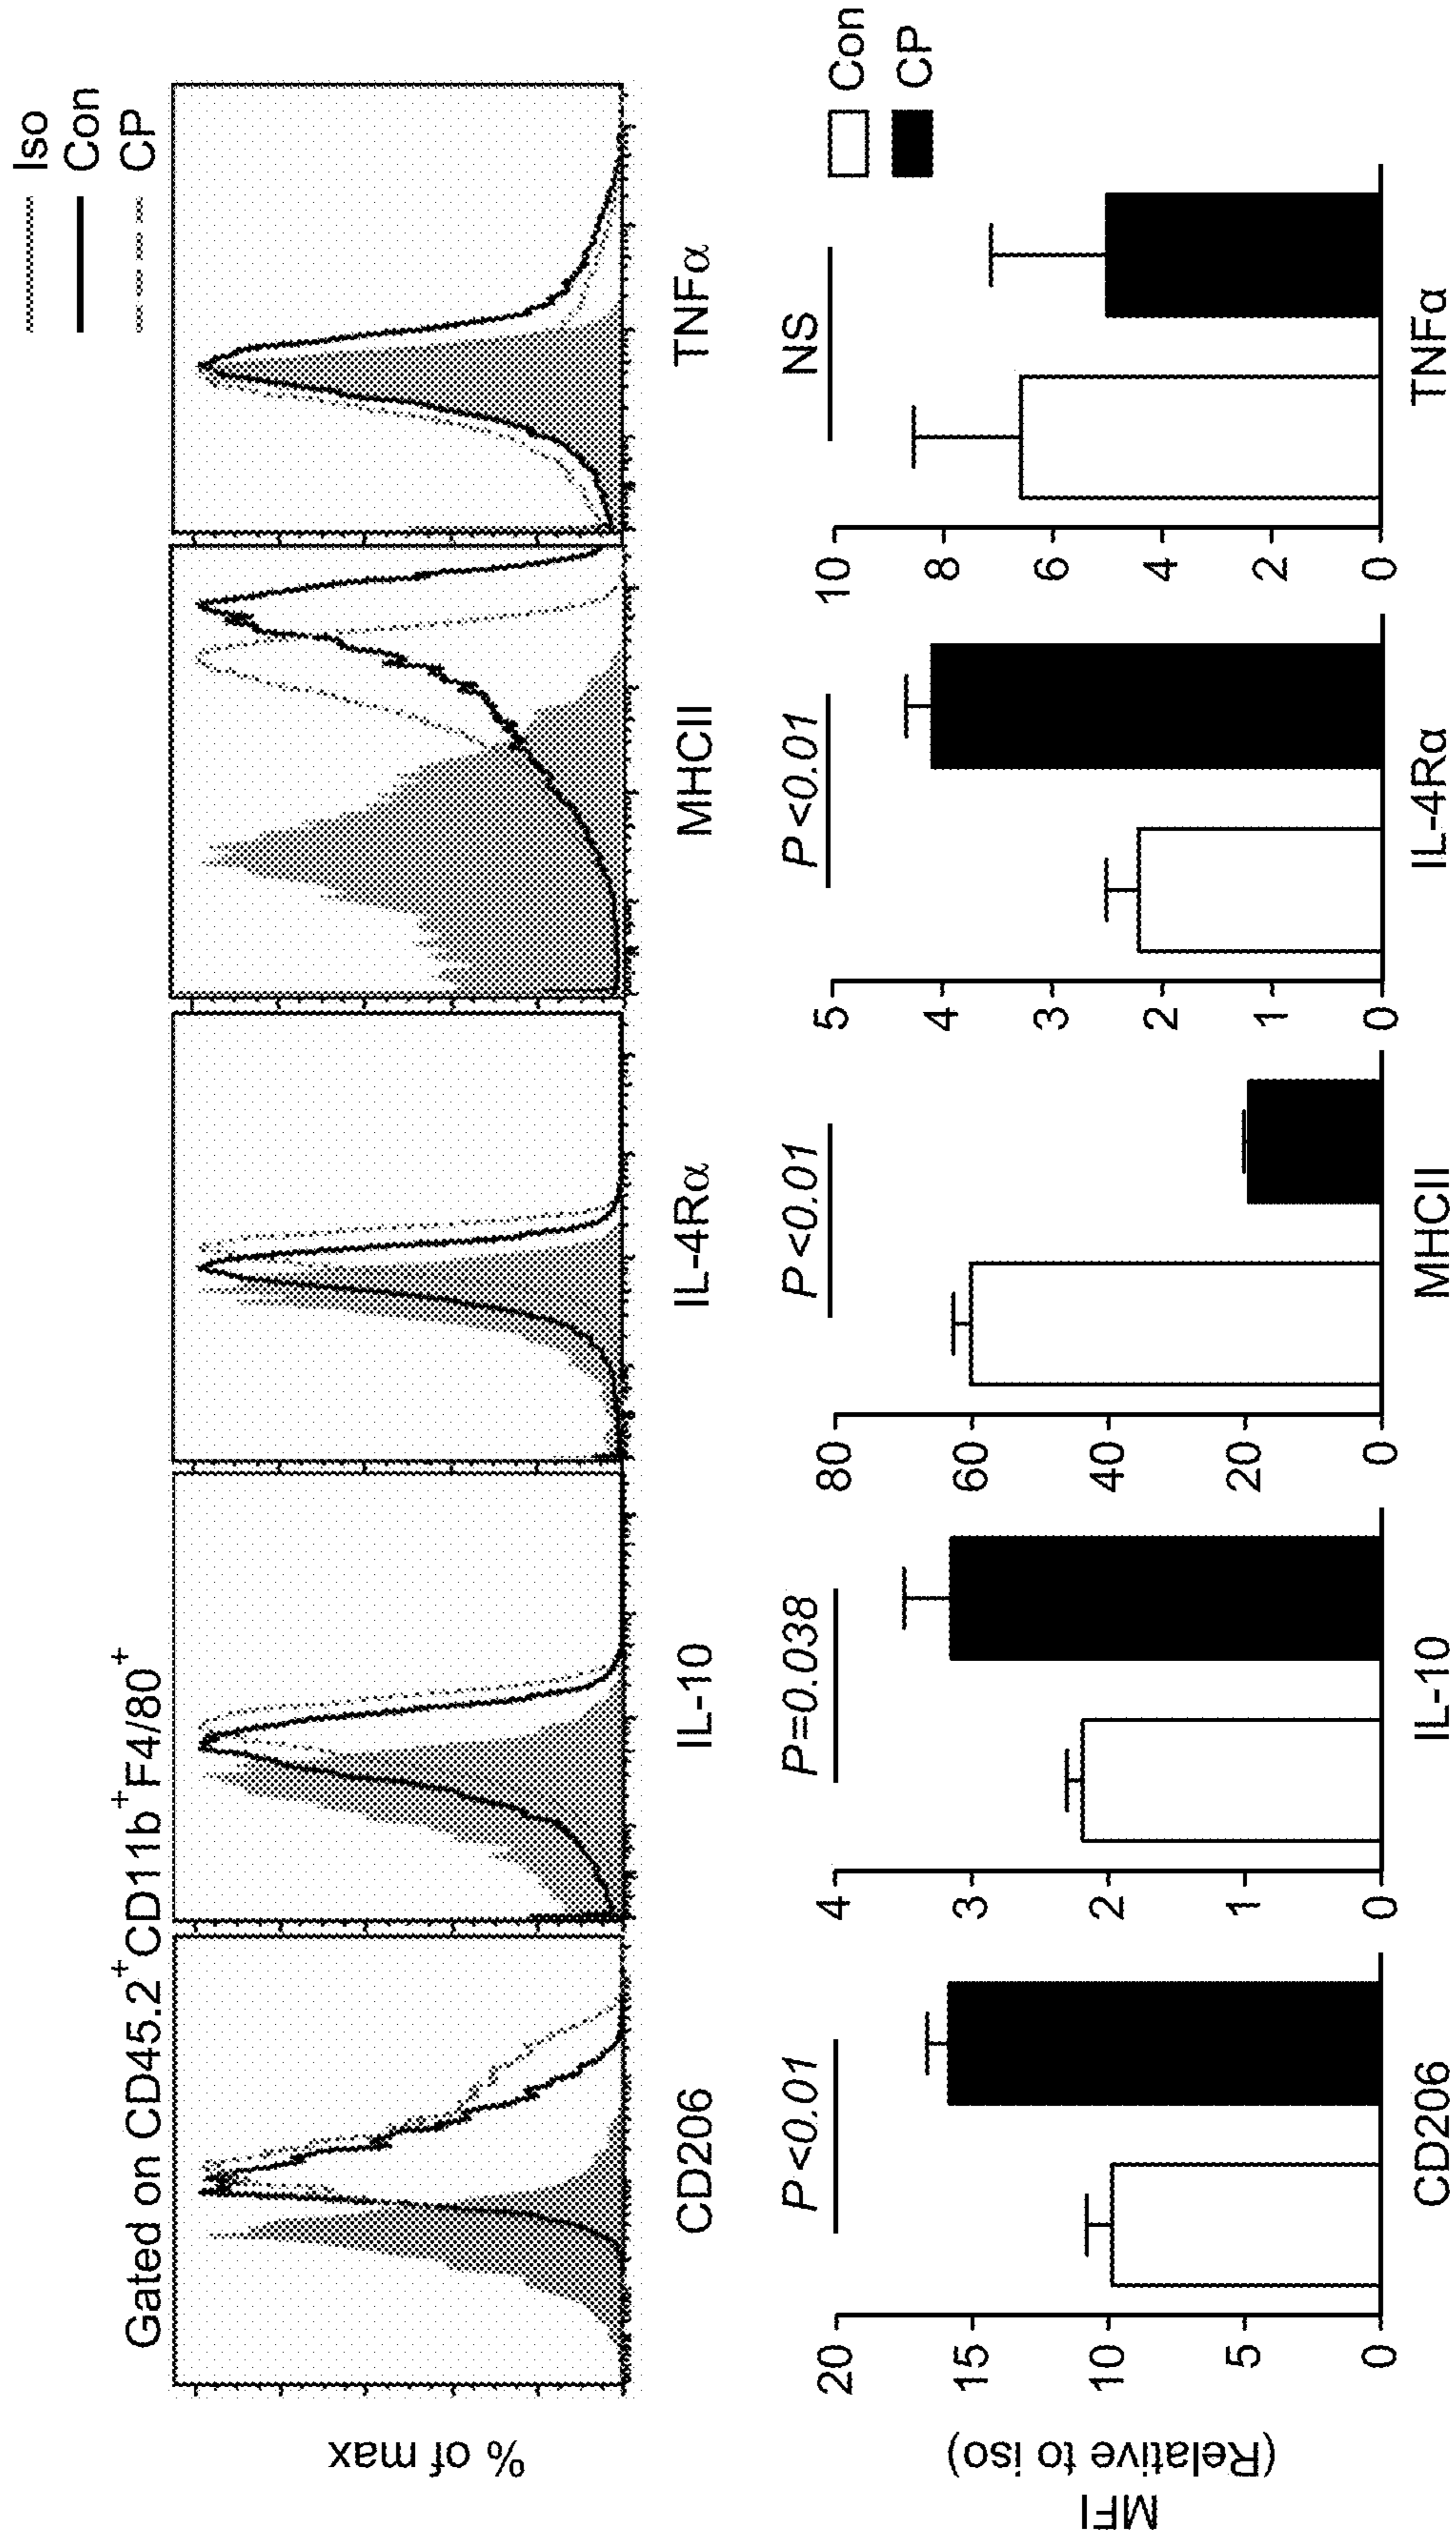 Iso
Con
CP
Gated on CD45.2+CD11b+F4/80+
% of max
CD206
IL-10
IL-4Rα
MHCII
TNFα
Con
CP
MFI
(Relative to iso)
P<0.01
20
15
10
5
0
CD206
P=0.038
4
3
2
1
0
IL-10
P<0.01
80
60
40
20
0
MHCII
P<0.01
5
4
3
2
1
0
IL-4Rα
NS
10
8
6
4
2
0
TNFα